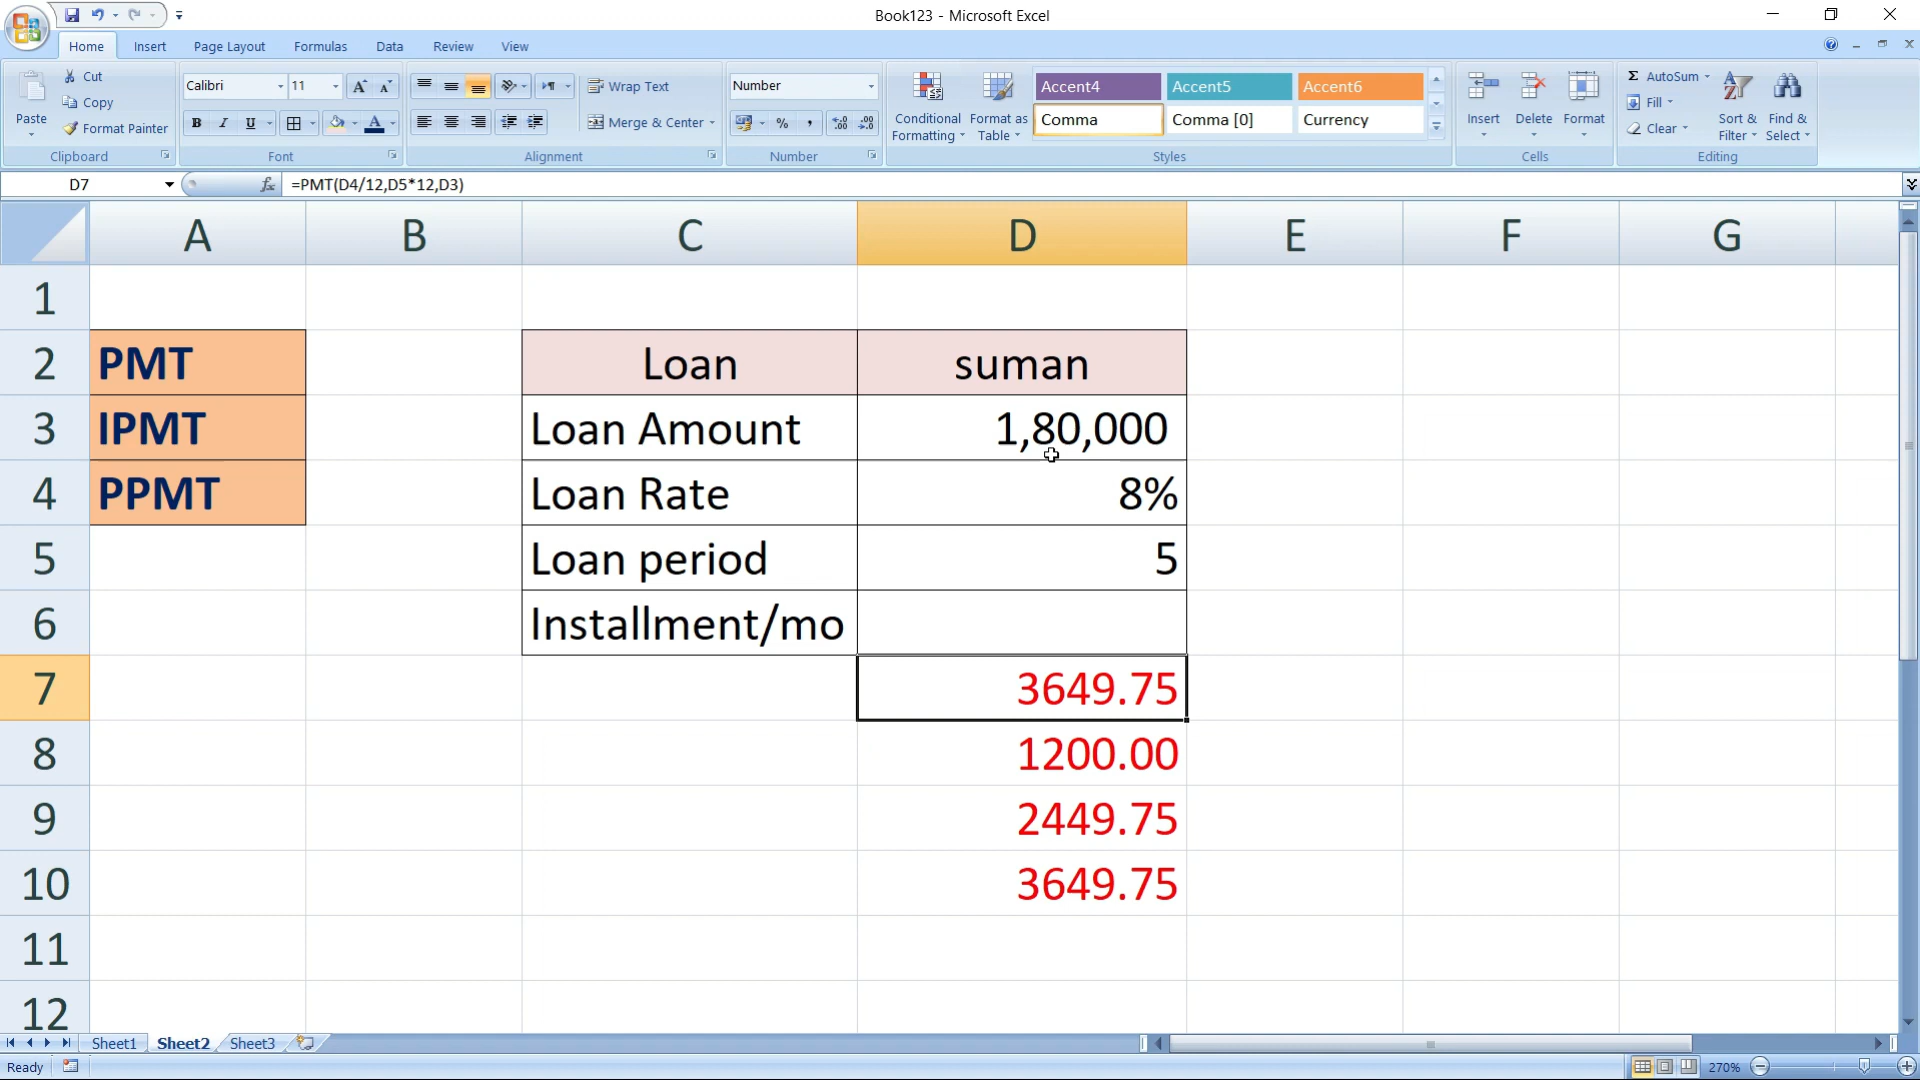 Book123 - Microsoft Excel
Home Insert Page Layout Formulas Data Review View
Paste
Cut
Copy
Format Painter
Clipboard
Calibri 11 A A
B I U A
Font
Wrap Text
Merge & Center
Alignment
Number
% ,
Number
Conditional Formatting
Format as Table
Accent4 Accent5 Accent6
Comma Comma [0] Currency
Styles
Insert Delete Format
Cells
Σ AutoSum
Fill
Clear
Sort & Filter
Find & Select
Editing
D7 fx =PMT(D4/12,D5*12,D3)
A B C D E F G
1
2 PMT Loan suman
3 IPMT Loan Amount 1,80,000
4 PPMT Loan Rate 8%
5 Loan period 5
6 Installment/mo
7 3649.75
8 1200.00
9 2449.75
10 3649.75
11
12
Sheet1 Sheet2 Sheet3
Ready 270%